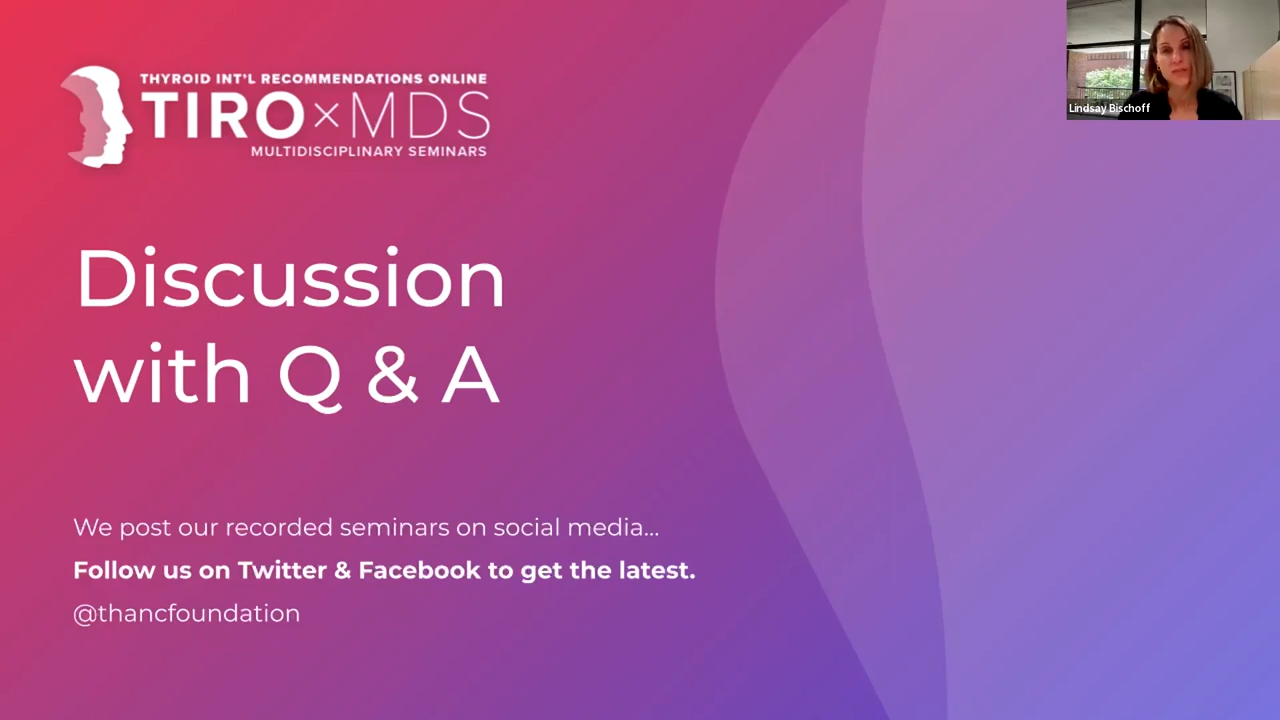 THYROID INT'L RECOMMENDATIONS ONLINE
TIRO×MDS
MULTIDISCIPLINARY SEMINARS
Lindsay Bischoff
Discussion
with Q & A
We post our recorded seminars on social media...
Follow us on Twitter & Facebook to get the latest.
@thancfoundation